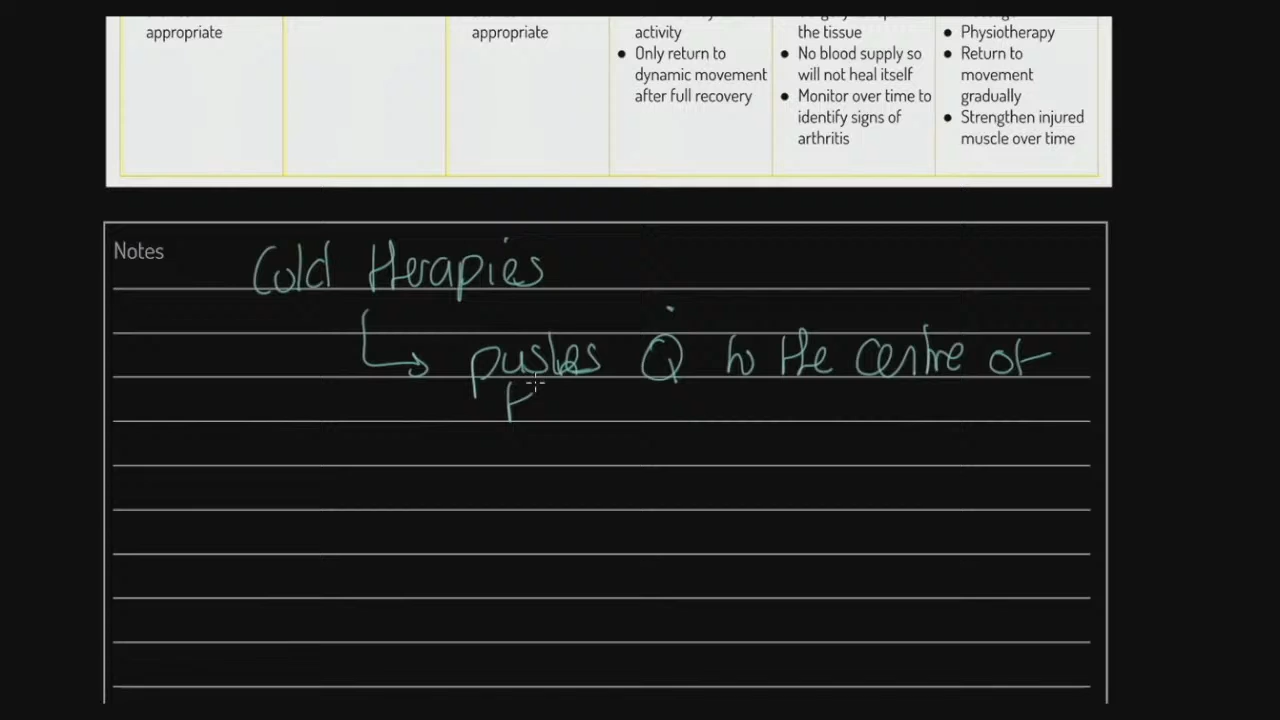 appropriate
appropriate
activity
● Only return to
dynamic movement
after full recovery
the tissue
● No blood supply so
will not heal itself
● Monitor over time to
identify signs of
arthritis
● Physiotherapy
● Return to
movement
gradually
● Strengthen injured
muscle over time
Notes
Cold therapies
↳ pushes Q̇ to the centre of